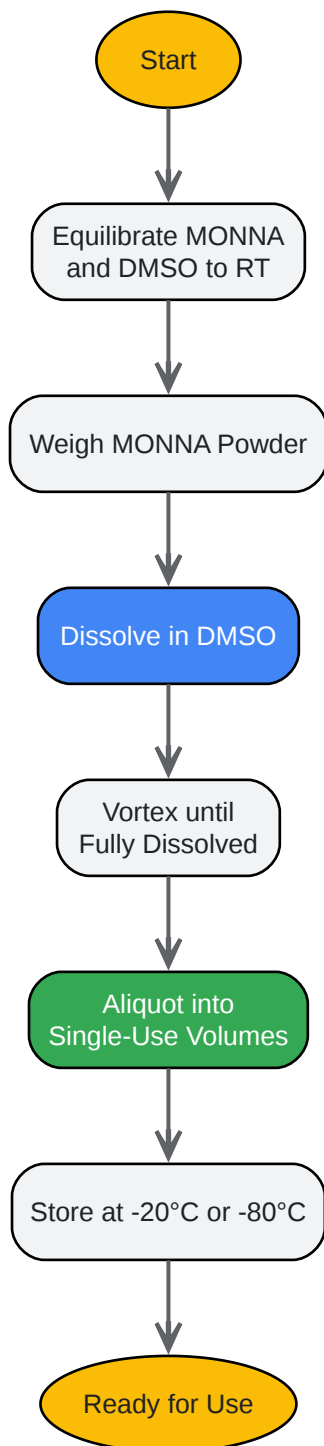 Start
Equilibrate MONNA
and DMSO to RT
Weigh MONNA Powder
Dissolve in DMSO
Vortex until
Fully Dissolved
Aliquot into
Single-Use Volumes
Store at -20°C or -80°C
Ready for Use